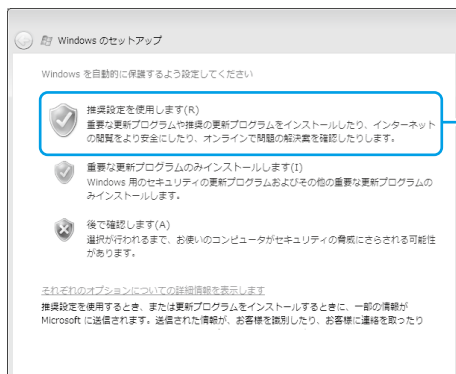 Windows のセットアップ
Windows を自動的に保護するよう設定してください
推奨設定を使用します(R)
重要な更新プログラムや推奨の更新プログラムをインストールしたり、インターネット
の閲覧をより安全にしたり、オンラインで問題の解決策を確認したりします。
重要な更新プログラムのみインストールします(I)
Windows 用のセキュリティの更新プログラムおよびその他の重要な更新プログラムの
みインストールします。
後で確認します(A)
選択が行われるまで、お使いのコンピュータがセキュリティの脅威にさらされる可能性
があります。
それぞれのオプションについての詳細情報を表示します
推奨設定を使用するとき、または更新プログラムをインストールするときに、一部の情報が
Microsoft に送信されます。送信された情報が、お客様を識別したり、お客様に連絡を取ったり